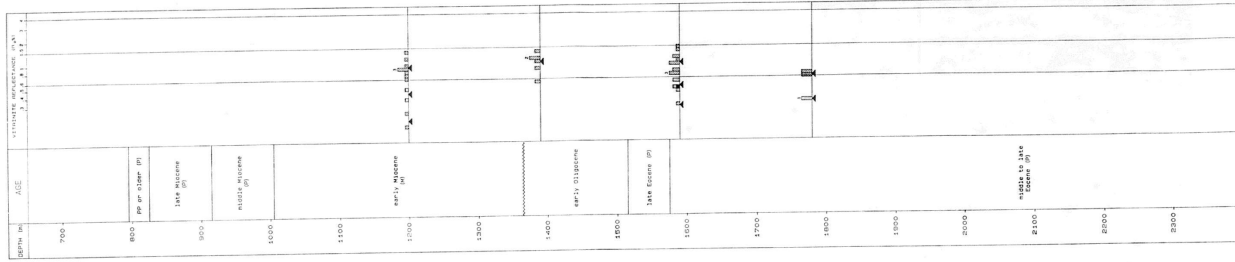 VITRINITE REFLECTANCE
AGE
PP or older (P)
late Miocene
(P)
middle Miocene
(P)
early Miocene
(M)
early Oligocene
late Eocene (P)
middle to late
Eocene (P)
DEPTH (m)
700
800
900
1000
1100
1200
1300
1400
1500
1600
1700
1800
1900
2000
2100
2200
2300